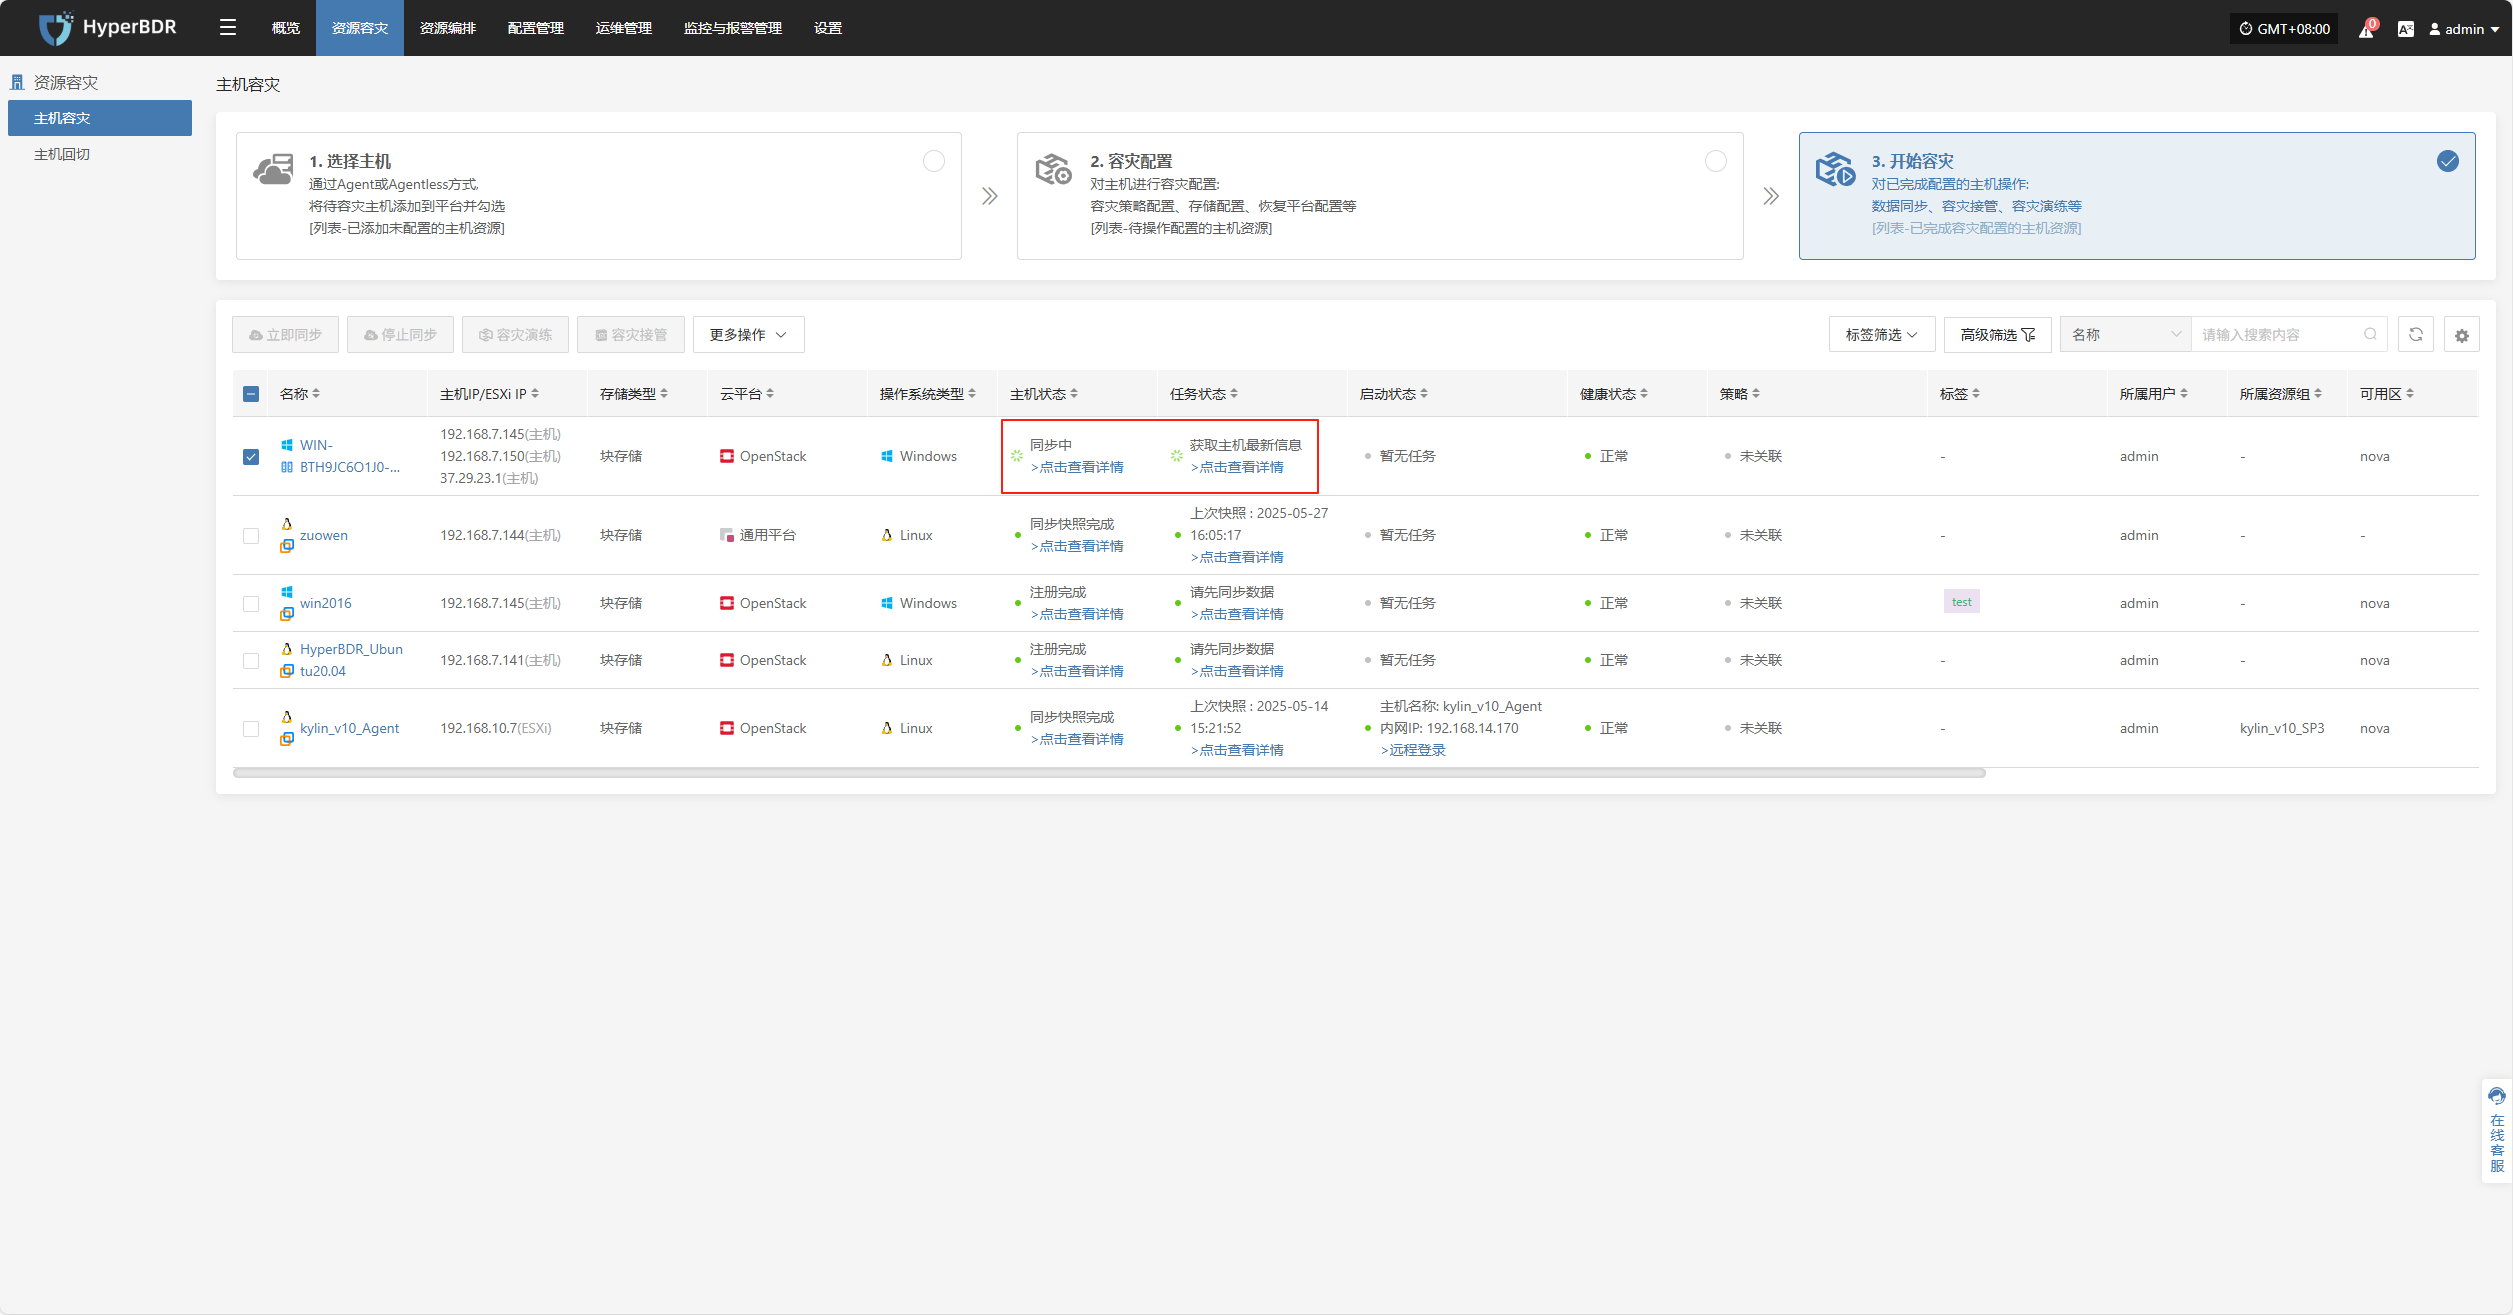 HyperBDR
概览
资源容灾
资源编排
配置管理
运维管理
监控与报警管理
设置
GMT+08:00
0
admin
资源容灾
主机容灾
主机回切
主机容灾
1. 选择主机
通过Agent或Agentless方式,
将待容灾主机添加到平台并勾选
[列表-已添加未配置的主机资源]
2. 容灾配置
对主机进行容灾配置:
容灾策略配置、存储配置、恢复平台配置等
[列表-待操作配置的主机资源]
3. 开始容灾
对已完成配置的主机操作:
数据同步、容灾接管、容灾演练等
[列表-已完成容灾配置的主机资源]
立即同步
停止同步
容灾演练
容灾接管
更多操作
标签筛选
高级筛选
名称
请输入搜索内容
名称
主机IP/ESXi IP
存储类型
云平台
操作系统类型
主机状态
任务状态
启动状态
健康状态
策略
标签
所属用户
所属资源组
可用区
WIN-
BTH9JC6O1J0-...
192.168.7.145(主机)
192.168.7.150(主机)
37.29.23.1(主机)
块存储
OpenStack
Windows
同步中
>点击查看详情
获取主机最新信息
>点击查看详情
暂无任务
正常
未关联
-
admin
-
nova
zuowen
192.168.7.144(主机)
块存储
通用平台
Linux
同步快照完成
>点击查看详情
上次快照 : 2025-05-27
16:05:17
>点击查看详情
暂无任务
正常
未关联
-
admin
-
-
win2016
192.168.7.145(主机)
块存储
OpenStack
Windows
注册完成
>点击查看详情
请先同步数据
>点击查看详情
暂无任务
正常
未关联
test
admin
-
nova
HyperBDR_Ubun
tu20.04
192.168.7.141(主机)
块存储
OpenStack
Linux
注册完成
>点击查看详情
请先同步数据
>点击查看详情
暂无任务
正常
未关联
-
admin
-
nova
kylin_v10_Agent
192.168.10.7(ESXi)
块存储
OpenStack
Linux
同步快照完成
>点击查看详情
上次快照 : 2025-05-14
15:21:52
>点击查看详情
主机名称: kylin_v10_Agent
内网IP: 192.168.14.170
>远程登录
正常
未关联
-
admin
kylin_v10_SP3
nova
在线客服